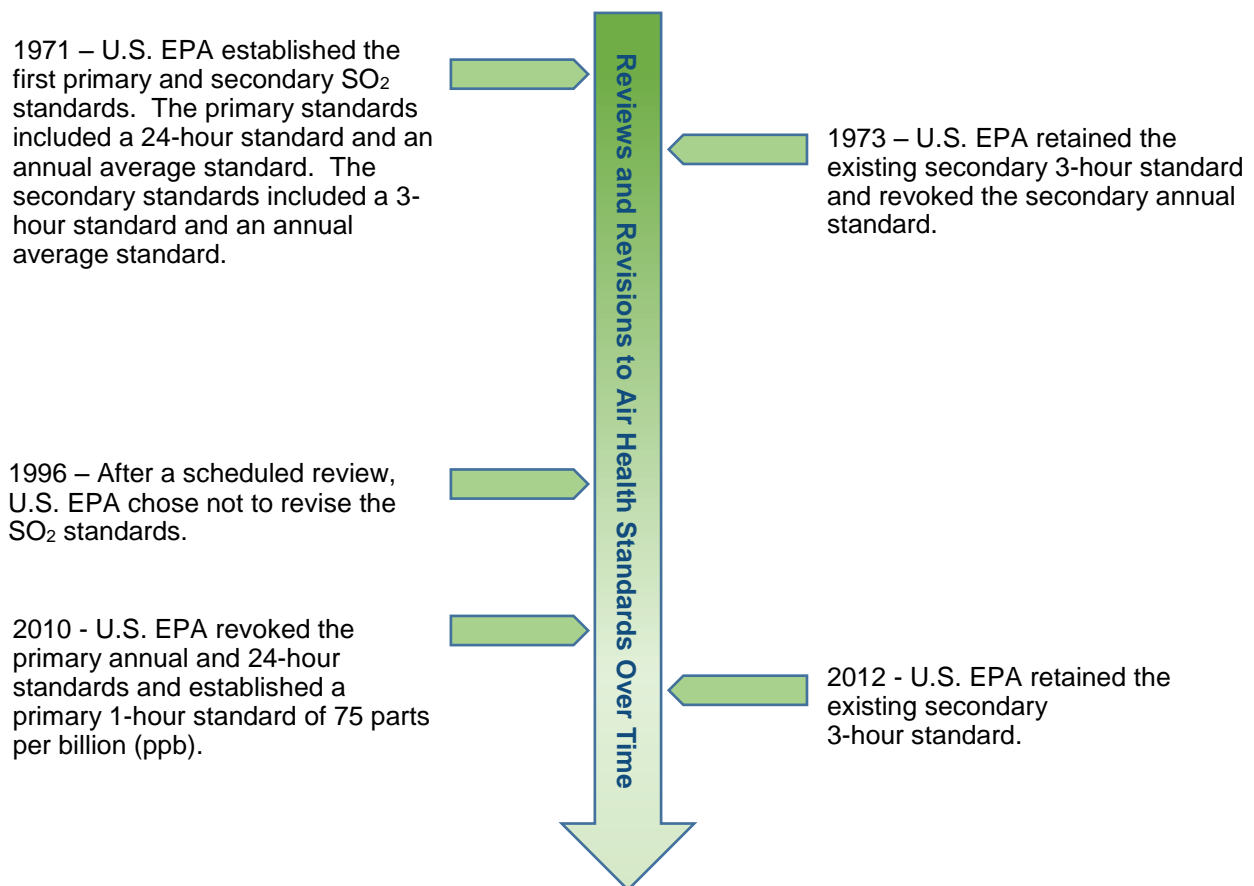 1971 – U.S. EPA established the
first primary and secondary SO₂
standards.  The primary standards
included a 24-hour standard and an
annual average standard.  The
secondary standards included a 3-
hour standard and an annual
average standard.
Reviews and Revisions to Air Health Standards Over Time
1973 – U.S. EPA retained the
existing secondary 3-hour standard
and revoked the secondary annual
standard.
1996 – After a scheduled review,
U.S. EPA chose not to revise the
SO₂ standards.
2010 - U.S. EPA revoked the
primary annual and 24-hour
standards and established a
primary 1-hour standard of 75 parts
per billion (ppb).
2012 - U.S. EPA retained the
existing secondary
3-hour standard.